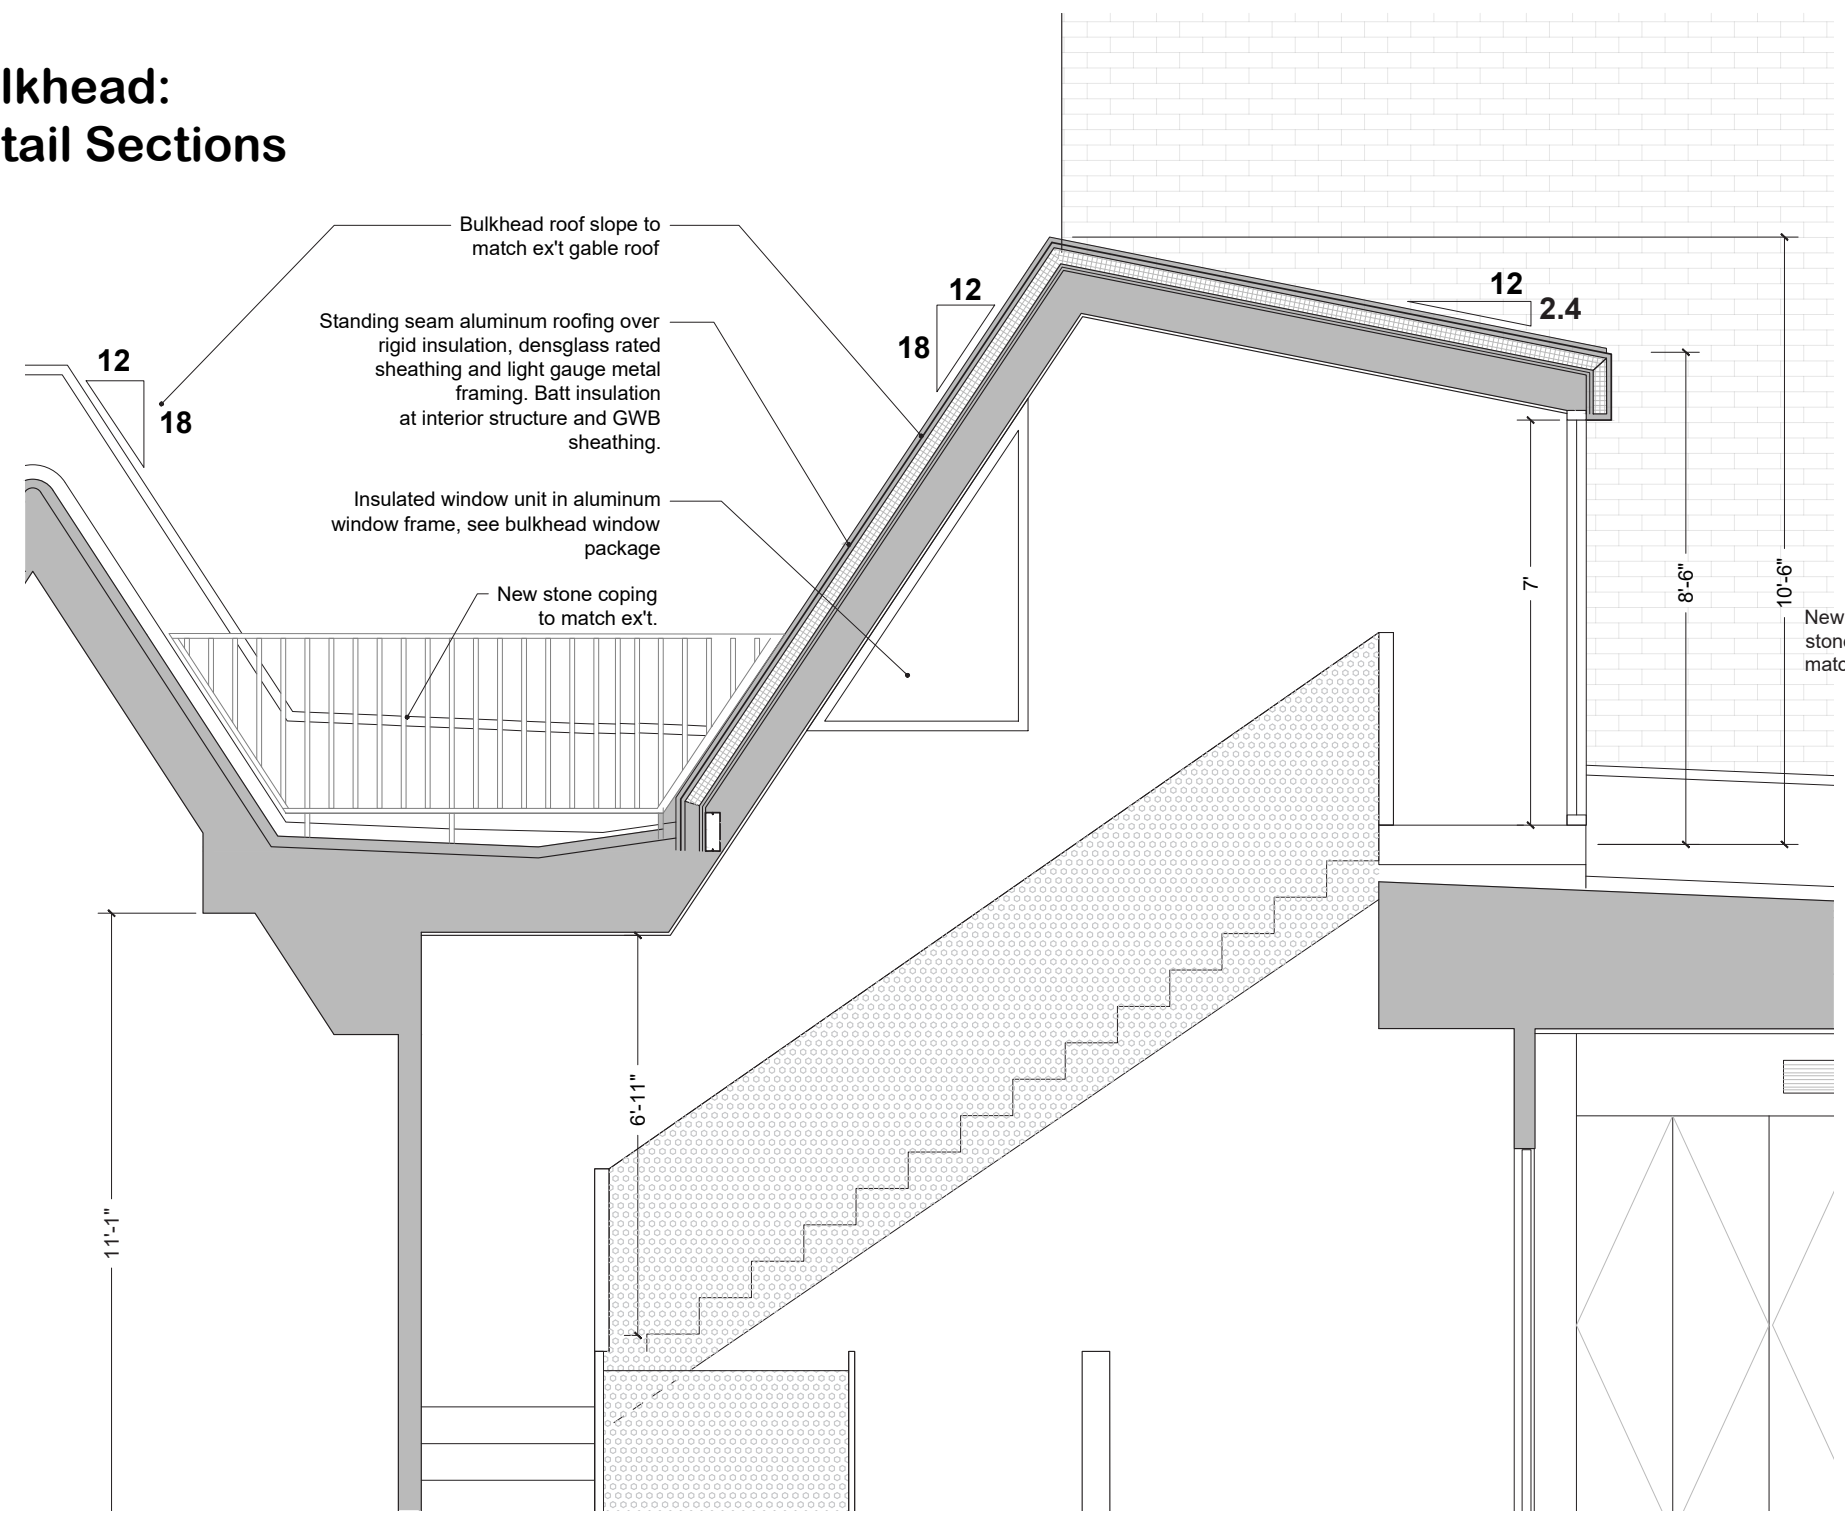 lkhead:
tail Sections
Bulkhead roof slope to
match ex't gable roof
12
18
12
2.4
Standing seam aluminum roofing over
rigid insulation, densglass rated
sheathing and light gauge metal
framing. Batt insulation
at interior structure and GWB
sheathing.
12
18
Insulated window unit in aluminum
window frame, see bulkhead window
package
New stone coping
to match ex't.
7'
8'-6"
10'-6"
New
stone
matc
6'-11"
11'-1"